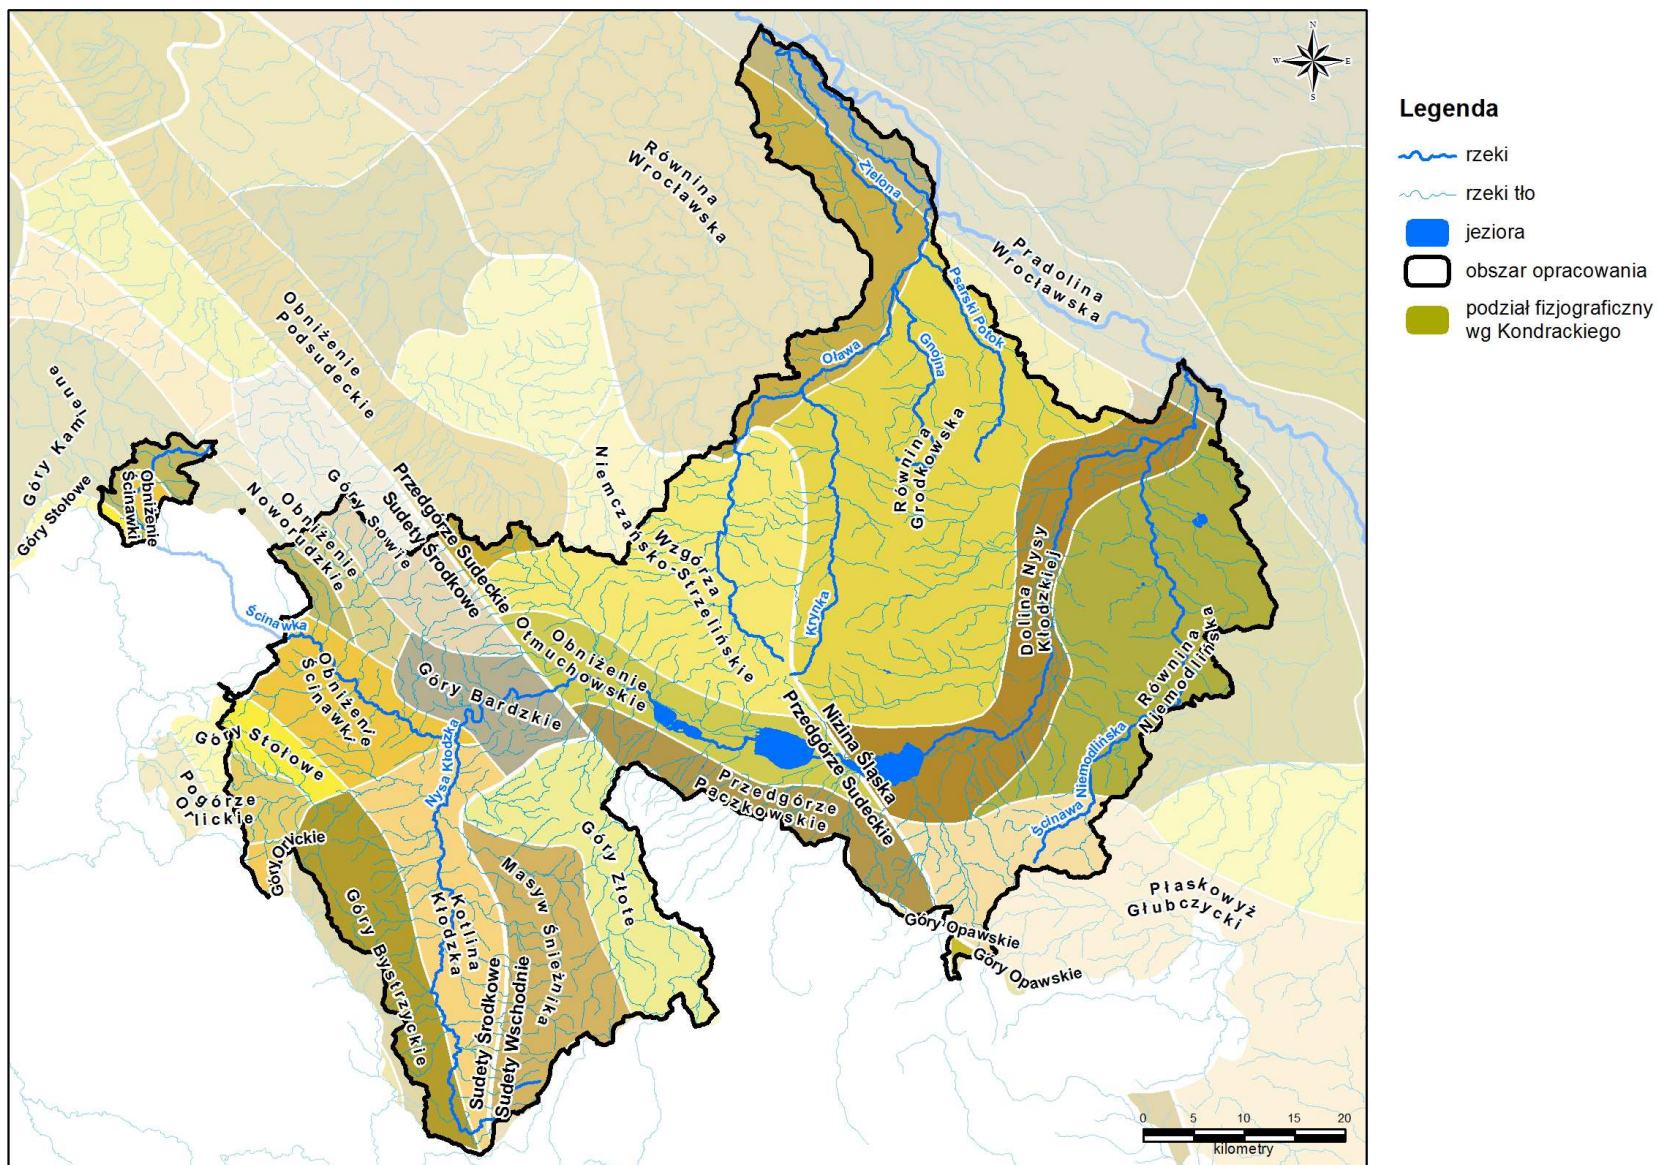 N
W
E
S
Legenda
rzeki
rzeki tło
jeziora
obszar opracowania
podział fizjograficzny
wg Kondrackiego
Równina
Wrocławska
Zielona
Pradolina
Wrocławska
Psarski Potok
Gnojna
Oława
Obniżenie
Podsudeckie
Góry Kamienne
Góry Stołowe
Obniżenie
Ścinawki
Obniżenie
Noworudzkie
Góry Sowie
Przedgórze Sudeckie
Sudety Środkowe
Niemczańsko-Strzelińskie
Wzgórza
Równina
Grodkowska
Krynka
Dolina Nysy
Kłodzkiej
Równina
Niemodlińska
Ścinawka
Obniżenie
Ścinawki
Góry Bardzkie
Obniżenie
Otmuchowskie
Nizina Śląska
Przedgórze Sudeckie
Nysa Kłodzka
Góry Stołowe
Pogórze
Orlickie
Góry Orlickie
Przedgórze
Paczkowskie
Ścinawa Niemodlińska
Góry Złote
Masyw Śnieżnika
Góry Bystrzyckie
Kotlina
Kłodzka
Sudety Środkowe
Sudety Wschodnie
Płaskowyż
Głubczycki
Góry Opawskie
Góry Opawskie
0 5 10 15 20
kilometry